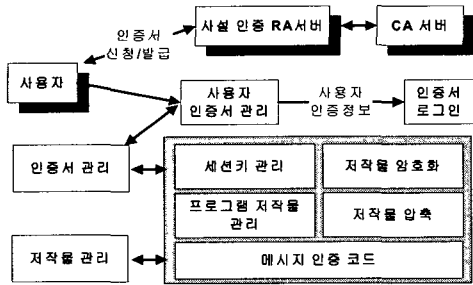 인증서
신청/발급
사설 인증 RA서버
CA 서버
사용자
사용자
인증서 관리
사용자
인증정보
인증서
로그인
인증서 관리
세션키 관리
저작물 암호화
프로그램 저작물
관리
저작물 압축
저작물 관리
메시지 인증 코드